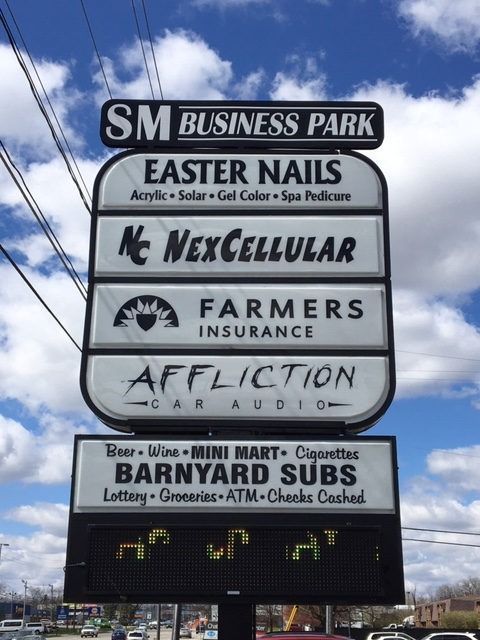 SM BUSINESS PARK
EASTER NAILS
Acrylic • Solar • Gel Color • Spa Pedicure
NC NEXCELLULAR
FARMERS
INSURANCE
AFFLICTION
CAR AUDIO
Beer • Wine • MINI MART • Cigarettes
BARNYARD SUBS
Lottery • Groceries • ATM • Checks Cashed